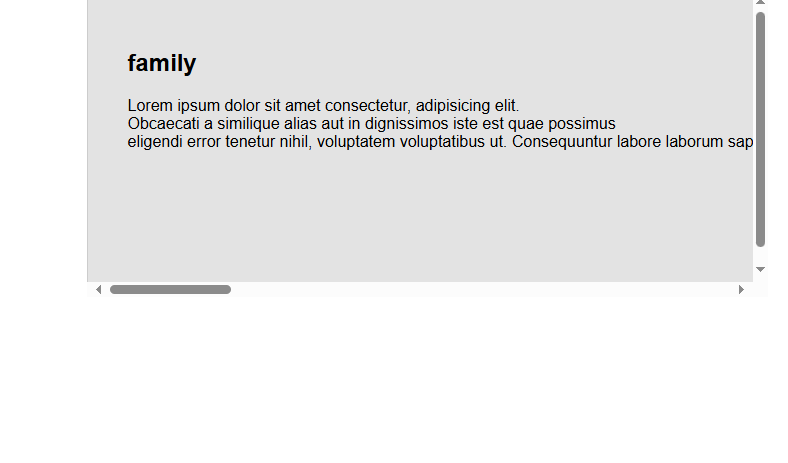 family
Lorem ipsum dolor sit amet consectetur, adipisicing elit.
Obcaecati a similique alias aut in dignissimos iste est quae possimus
eligendi error tenetur nihil, voluptatem voluptatibus ut. Consequuntur labore laborum sap